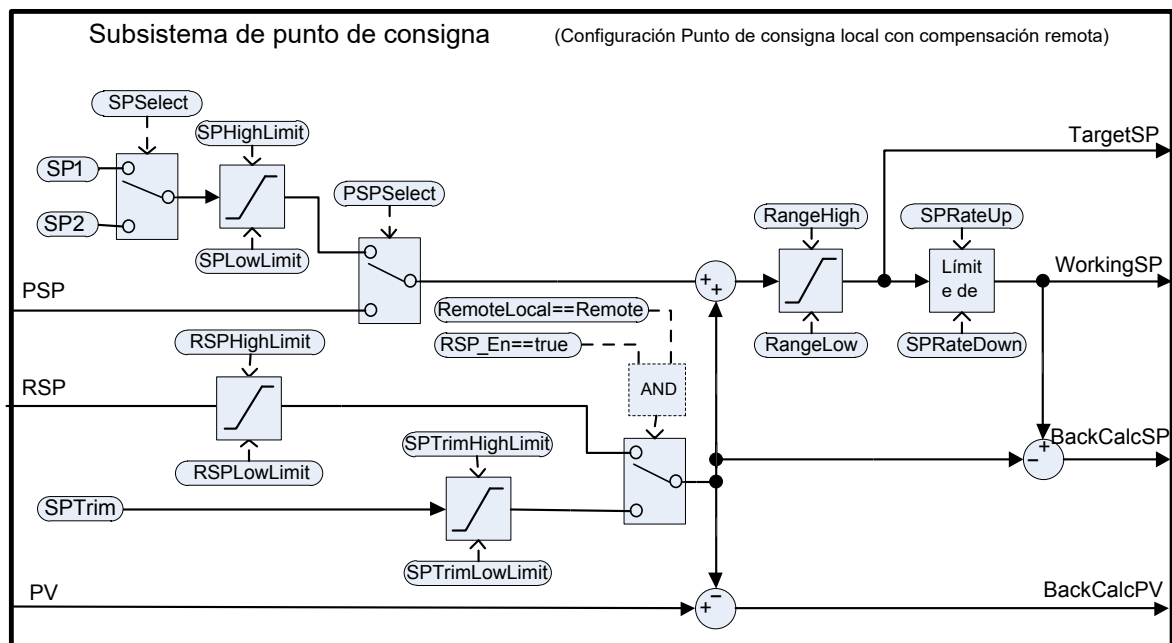 Subsistema de punto de consigna
(Configuración Punto de consigna local con compensación remota)
SPSelect
SPHighLimit
TargetSP
SP1
PSPSelect
RangeHigh
SPRateUp
SP2
SPLowLimit
Límit
e de
WorkingSP
PSP
+
+
RemoteLocal==Remote
RSP_En==true
RangeLow
SPRateDown
RSPHighLimit
RSP
AND
SPTrimHighLimit
BackCalcSP
+
−
RSPLowLimit
SPTrim
SPTrimLowLimit
PV
−
+
BackCalcPV